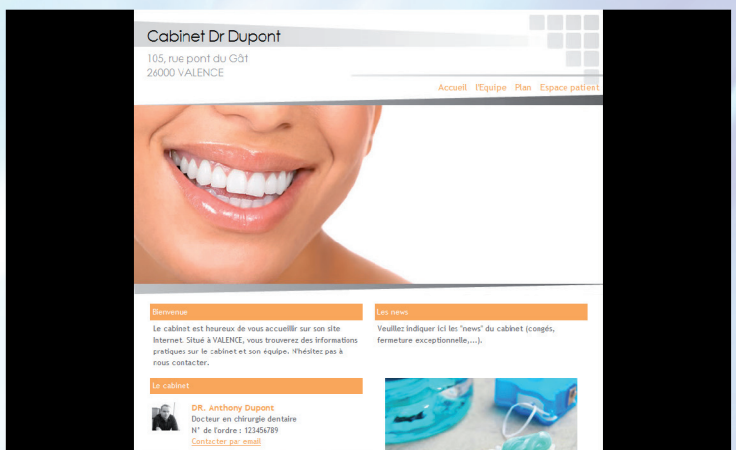 Cabinet Dr Dupont
105, rue pont du Gât
26000 VALENCE
Accueil l'Equipe Plan Espace patient
Bienvenue
Le cabinet est heureux de vous accueillir sur son site
Internet. Situé à VALENCE, vous trouverez des informations
pratiques sur le cabinet et son équipe. N'hésitez pas à
nous contacter.
Les news
Veuillez indiquer ici les "news" du cabinet (congés,
fermeture exceptionnelle,...).
Le cabinet
DR. Anthony Dupont
Docteur en chirurgie dentaire
N° de l'ordre : 123456789
Contacter par email